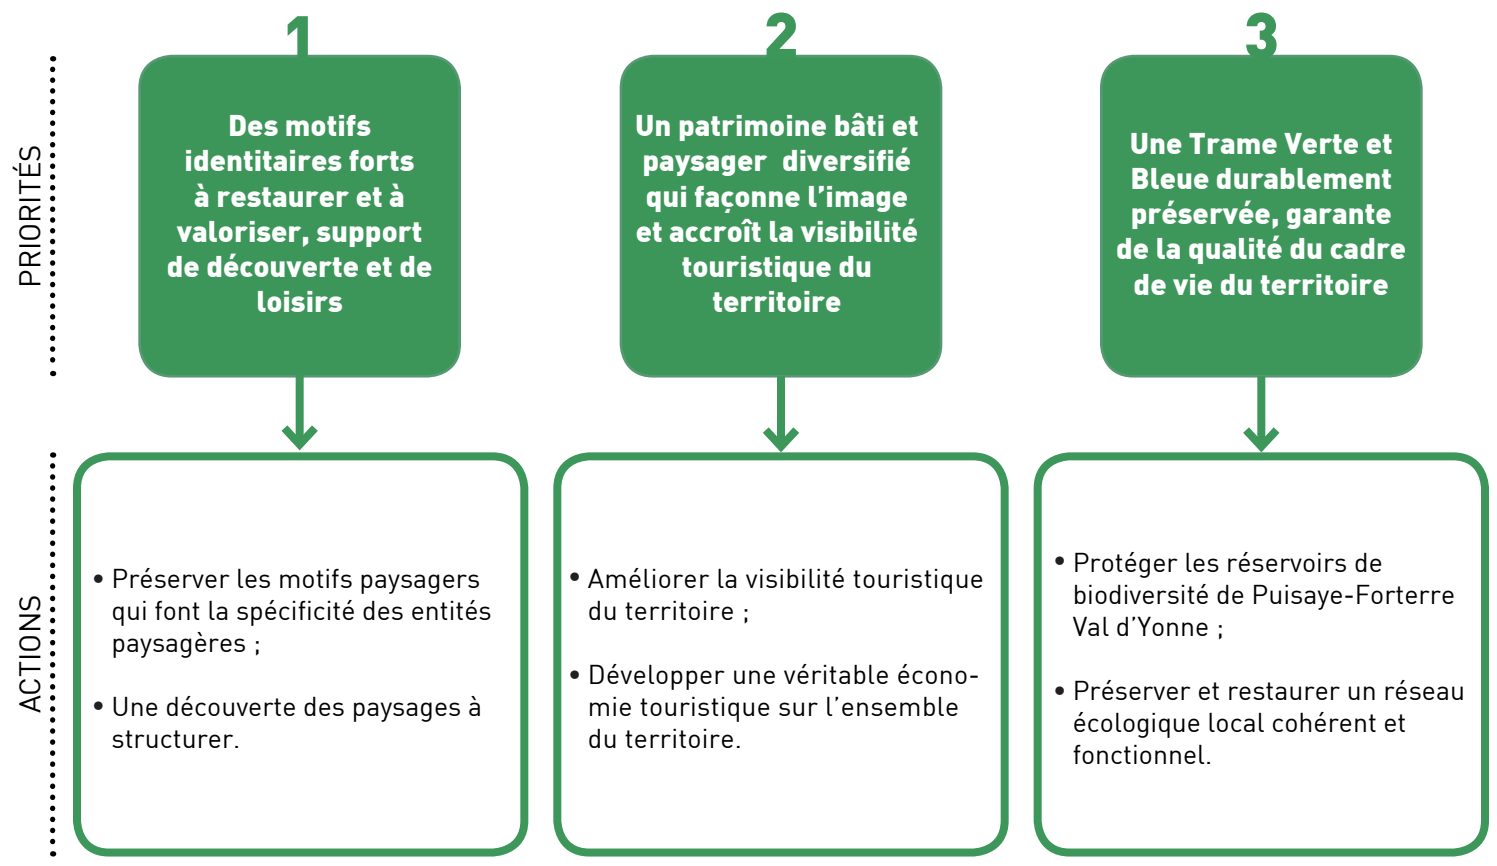 PRIORITÉS
1
Des motifs
identitaires forts
à restaurer et à
valoriser, support
de découverte et de
loisirs
2
Un patrimoine bâti et
paysager diversifié
qui façonne l'image
et accroît la visibilité
touristique du
territoire
3
Une Trame Verte et
Bleue durablement
préservée, garante
de la qualité du cadre
de vie du territoire
ACTIONS
• Préserver les motifs paysagers
qui font la spécificité des entités
paysagères ;
• Une découverte des paysages à
structurer.
• Améliorer la visibilité touristique
du territoire ;
• Développer une véritable écono-
mie touristique sur l'ensemble
du territoire.
• Protéger les réservoirs de
biodiversité de Puisaye-Forterre
Val d'Yonne ;
• Préserver et restaurer un réseau
écologique local cohérent et
fonctionnel.